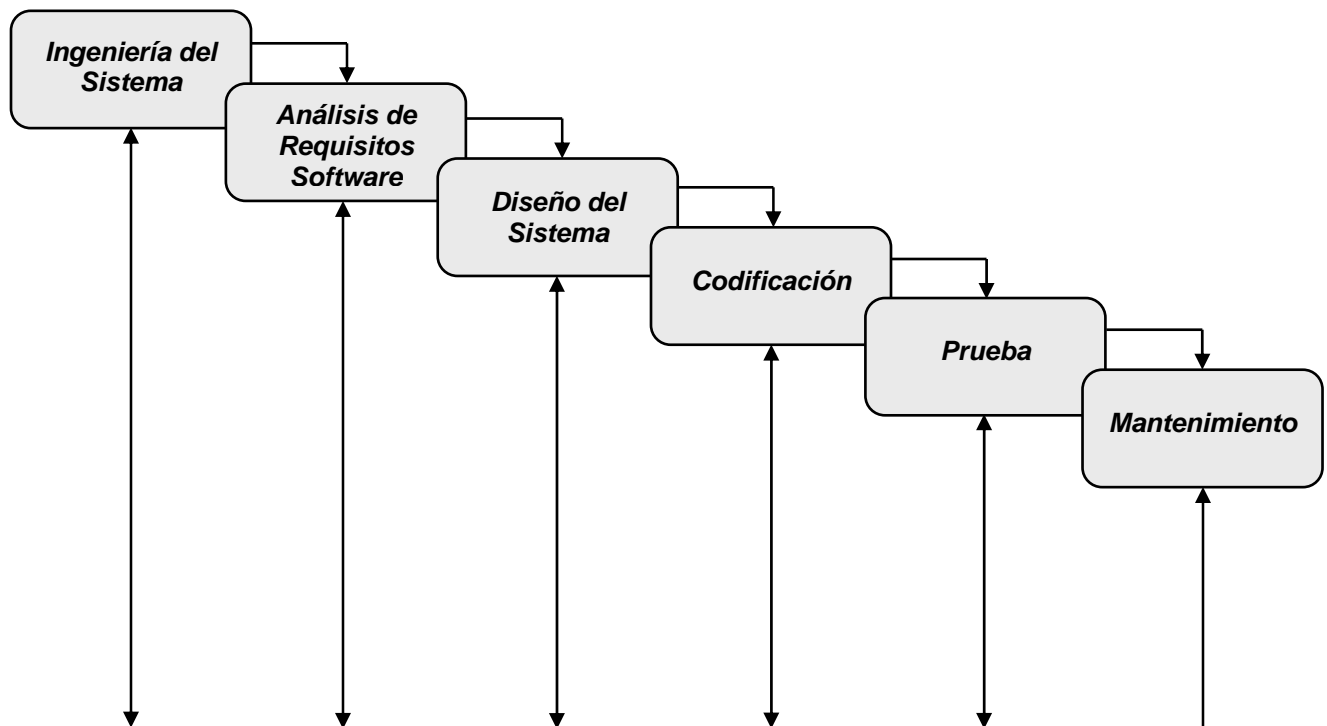 Ingeniería del
Sistema
Análisis de
Requisitos
Software
Diseño del
Sistema
Codificación
Prueba
Mantenimiento